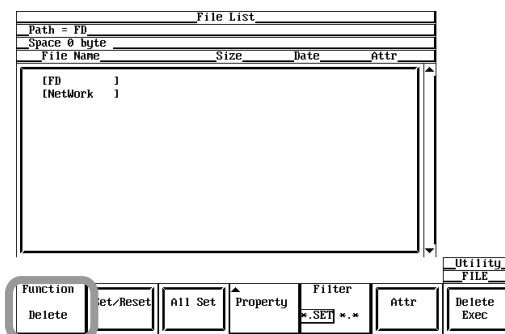 File List
Path = FD
Space 0 byte
File Name Size Date Attr
[FD ]
[NetWork ]
Utility
FILE
Function
Delete
Set/Reset
All Set
Property
Filter
*.SET *.*
Attr
Delete
Exec